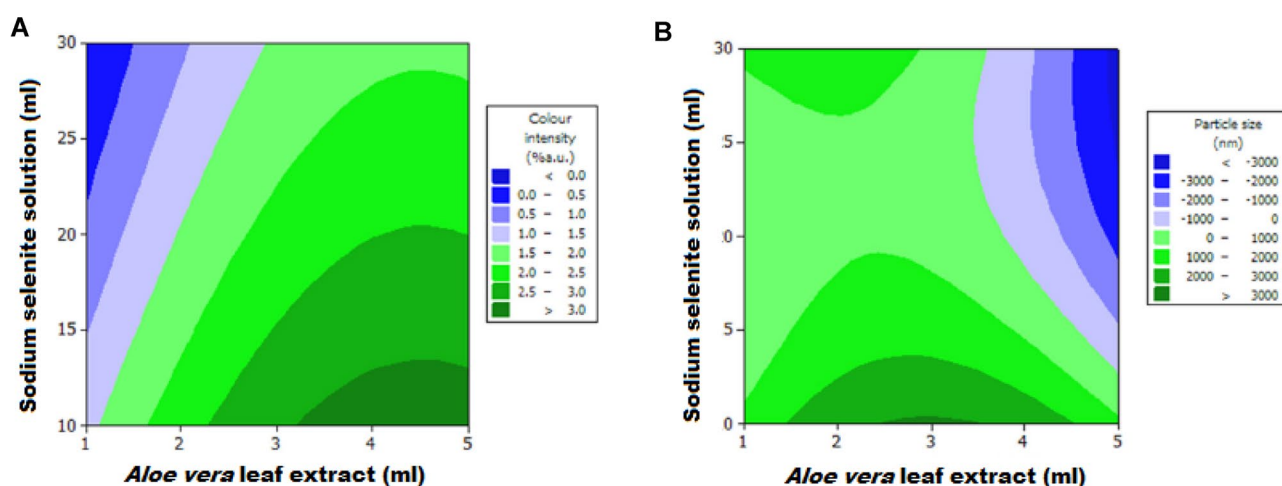 A
Sodium selenite solution (ml)
30
25
20
15
10
1 2 3 4 5
Aloe vera leaf extract (ml)
Colour
intensity
(%a.u.)
< 0.0
0.0 – 0.5
0.5 – 1.0
1.0 – 1.5
1.5 – 2.0
2.0 – 2.5
2.5 – 3.0
> 3.0
B
Sodium selenite solution (ml)
30
5
0
5
0
1 2 3 4 5
Aloe vera leaf extract (ml)
Particle size
(nm)
< -3000
-3000 – -2000
-2000 – -1000
-1000 – 0
0 – 1000
1000 – 2000
2000 – 3000
> 3000